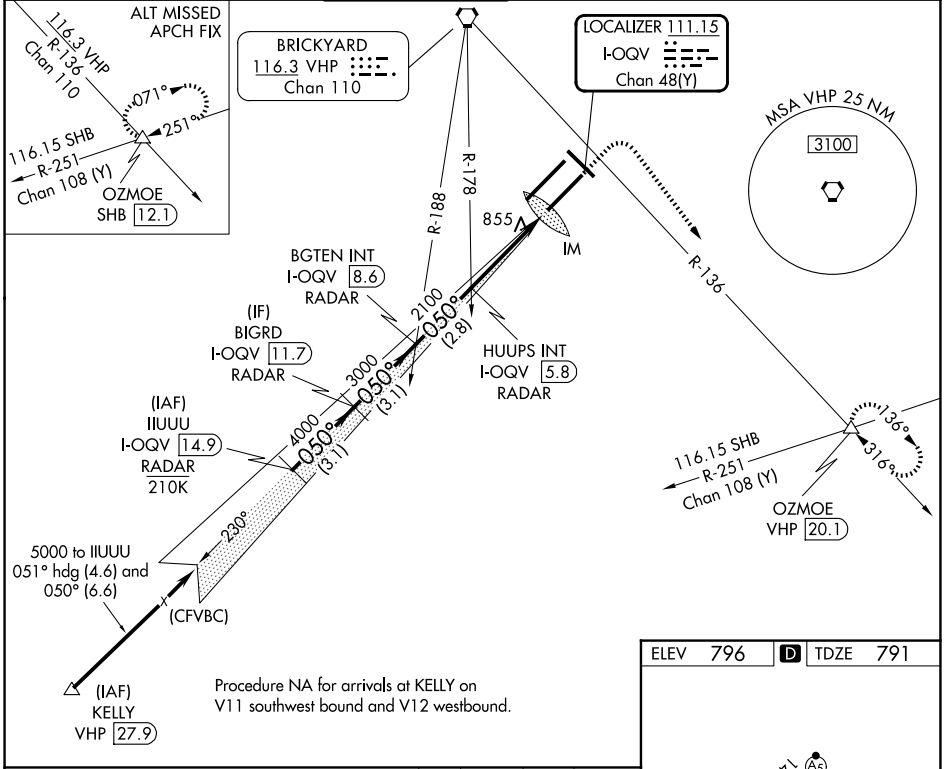 ALT MISSED
APCH FIX
116.3 VHP
R-136
Chan 110
071°
251°
116.15 SHB
R-251
Chan 108 (Y)
OZMOE
SHB 12.1
BRICKYARD
116.3 VHP
Chan 110
LOCALIZER 111.15
I-OQV
Chan 48(Y)
MSA VHP 25 NM
3100
R-188
R-178
R-136
855
IM
BGTEN INT
I-OQV 8.6
RADAR
2100
050°
(2.8)
HUUPS INT
I-OQV 5.8
RADAR
(IF)
BIGRD
I-OQV 11.7
RADAR
3000
050°
(3.1)
(IAF)
IIUUU
I-OQV 14.9
RADAR
210K
4000
050°
(3.1)
230°
136°
316°
116.15 SHB
R-251
Chan 108 (Y)
OZMOE
VHP 20.1
5000 to IIUUU
051° hdg (4.6) and
050° (6.6)
(CFVBC)
(IAF)
KELLY
VHP 27.9
Procedure NA for arrivals at KELLY on
V11 southwest bound and V12 westbound.
ELEV 796 D TDZE 791
A5